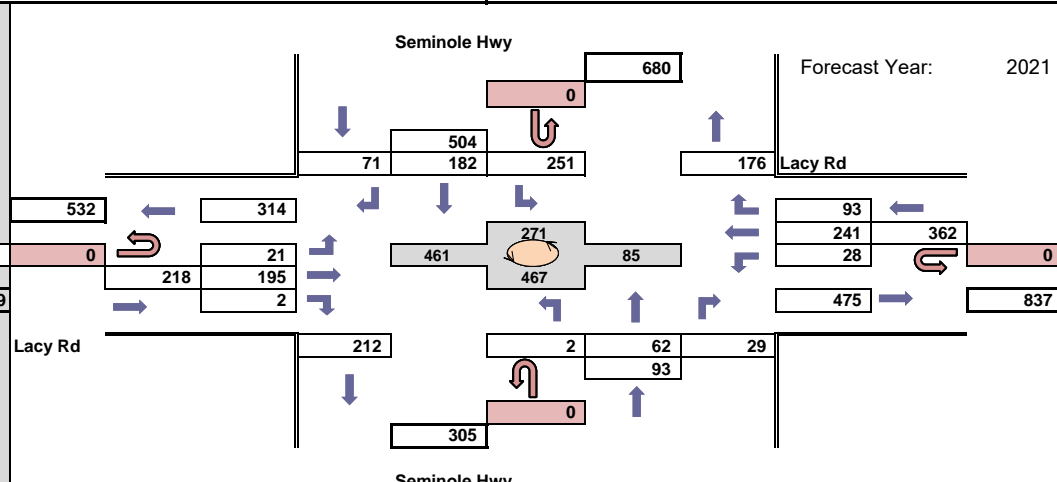 Seminole Hwy
680
Forecast Year: 2021
0
504
71 182 251 176 Lacy Rd
532 314 93
271
241 362
0 21 461 85 28 0
218 195 467
9 2 475 837
Lacy Rd 212 2 62 29
93
0
305
Seminole Hwy